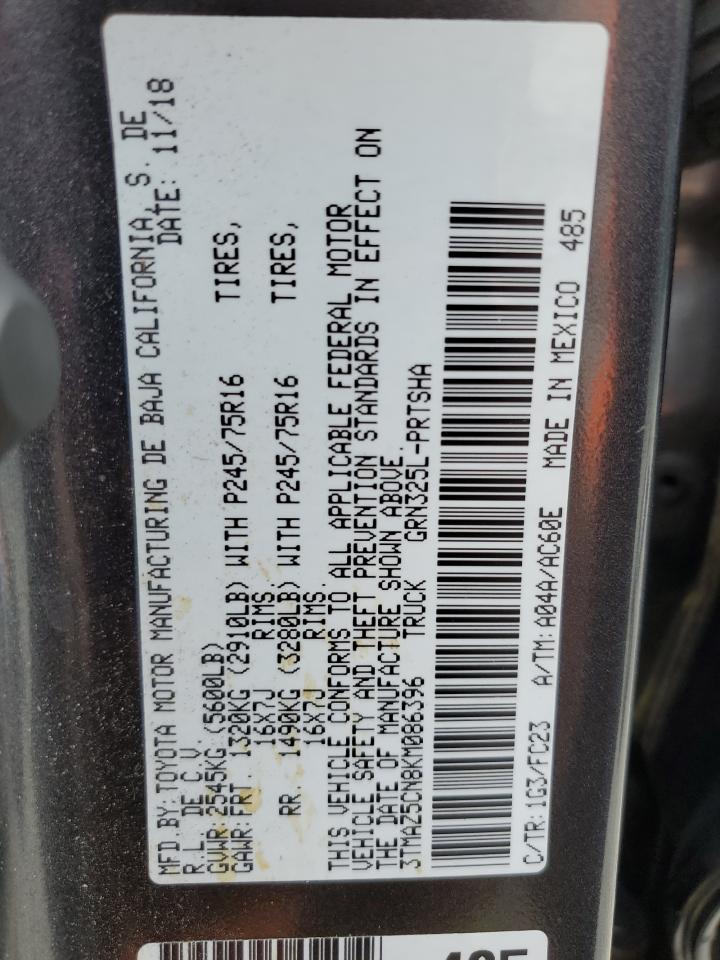 MFD.BY:TOYOTA MOTOR MANUFACTURING DE BAJA CALIFORNIA, S. DE
R.L. DE C.V. DATE: 11/18
GVWR:2545KG (5600LB)
GAWR:FRT. 1320KG (2910LB) WITH P245/75R16 TIRES,
16X7J RIMS
RR. 1490KG (3280LB) WITH P245/75R16 TIRES,
16X7J RIMS
THIS VEHICLE CONFORMS TO ALL APPLICABLE FEDERAL MOTOR
VEHICLE SAFETY AND THEFT PREVENTION STANDARDS IN EFFECT ON
THE DATE OF MANUFACTURE SHOWN ABOVE.
3TMAZ5CN8KM086396 TRUCK GRN325L-PRTSHA
C/TR:1G3/FC23 A/TM:A04A/AC60E MADE IN MEXICO 485